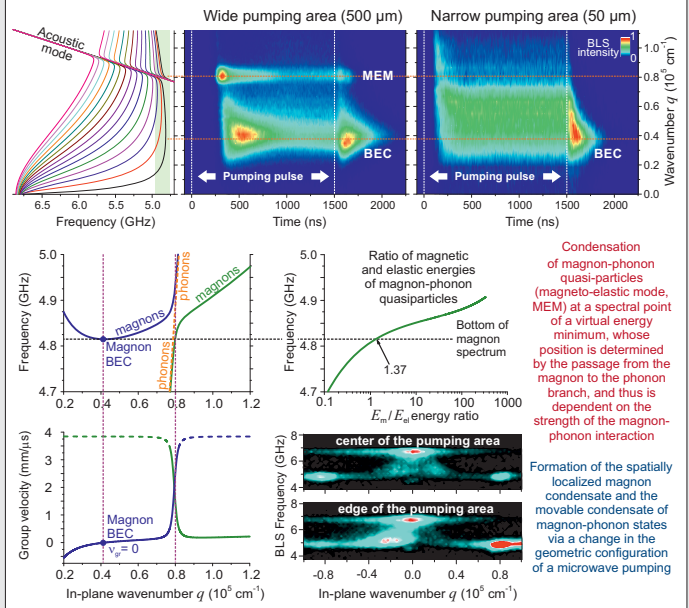 Wide pumping area (500 µm)
Narrow pumping area (50 µm)
Acoustic
mode
MEM
BEC
Pumping pulse
BLS
intensity
1
0
BEC
Pumping pulse
1.0
0.8
0.6
0.4
0.2
0.0
Wavenumber q (10⁵ cm⁻¹)
6.5 6.0 5.5 5.0
Frequency (GHz)
0 500 1000 1500 2000
Time (ns)
0 500 1000 1500 2000
Time (ns)
5.0
4.9
4.8
4.7
Frequency (GHz)
magnons
phonons
magnons
phonons
Magnon
BEC
0.2 0.4 0.6 0.8 1.0 1.2
5.0
4.9
4.8
4.7
Frequency (GHz)
Ratio of magnetic
and elastic energies
of magnon-phonon
quasiparticles
Bottom of
magnon
spectrum
1.37
0.1 1 10 100 1000
Eₘ/Eₑₗ energy ratio
Condensation
of magnon-phonon
quasi-particles
(magneto-elastic mode,
MEM) at a spectral point
of a virtual energy
minimum, whose
position is determined
by the passage from the
magnon to the phonon
branch, and thus is
dependent on the
strength of the magnon-
phonon interaction
4
3
2
1
0
Group velocity (mm/µs)
Magnon
BEC
v_gr = 0
0.2 0.4 0.6 0.8 1.0 1.2
In-plane wavenumber q (10⁵ cm⁻¹)
8
6
4
center of the pumping area
8
6
4
edge of the pumping area
BLS Frequency (GHz)
-0.8 -0.4 0.0 0.4 0.8
In-plane wavenumber q (10⁵ cm⁻¹)
Formation of the spatially
localized magnon
condensate and the
movable condensate of
magnon-phonon states
via a change in the
geometric configuration
of a microwave pumping